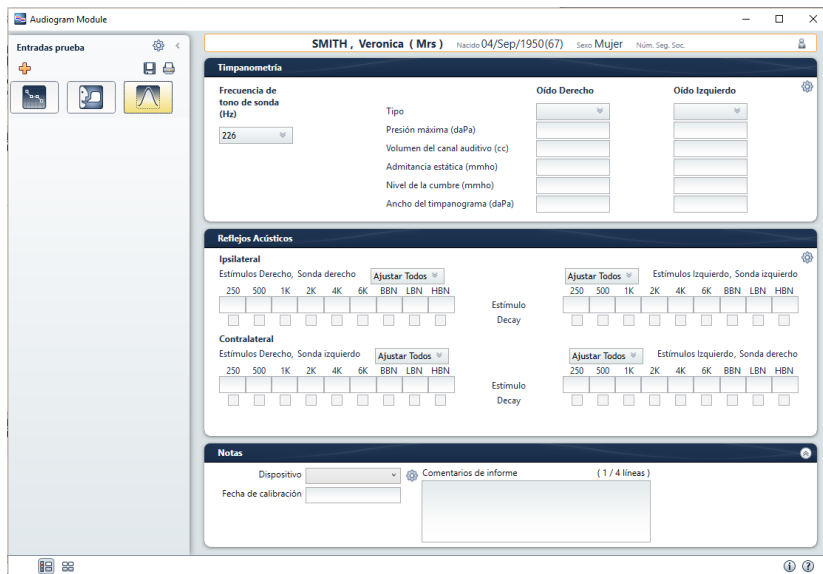 Audiogram Module
Entradas prueba
SMITH , Veronica ( Mrs ) Nacido 04/Sep/1950(67) Sexo Mujer Núm. Seg. Soc.
Timpanometría
Frecuencia de
tono de sonda
(Hz)
226
Oído Derecho Oído Izquierdo
Tipo
Presión máxima (daPa)
Volumen del canal auditivo (cc)
Admitancia estática (mmho)
Nivel de la cumbre (mmho)
Ancho del timpanograma (daPa)
Reflejos Acústicos
Ipsilateral
Estímulos Derecho, Sonda derecho Ajustar Todos Ajustar Todos Estímulos Izquierdo, Sonda izquierdo
250 500 1K 2K 4K 6K BBN LBN HBN 250 500 1K 2K 4K 6K BBN LBN HBN
Estímulo
Decay
Contralateral
Estímulos Derecho, Sonda izquierdo Ajustar Todos Ajustar Todos Estímulos Izquierdo, Sonda derecho
250 500 1K 2K 4K 6K BBN LBN HBN 250 500 1K 2K 4K 6K BBN LBN HBN
Estímulo
Decay
Notas
Dispositivo Comentarios de informe ( 1 / 4 líneas )
Fecha de calibración